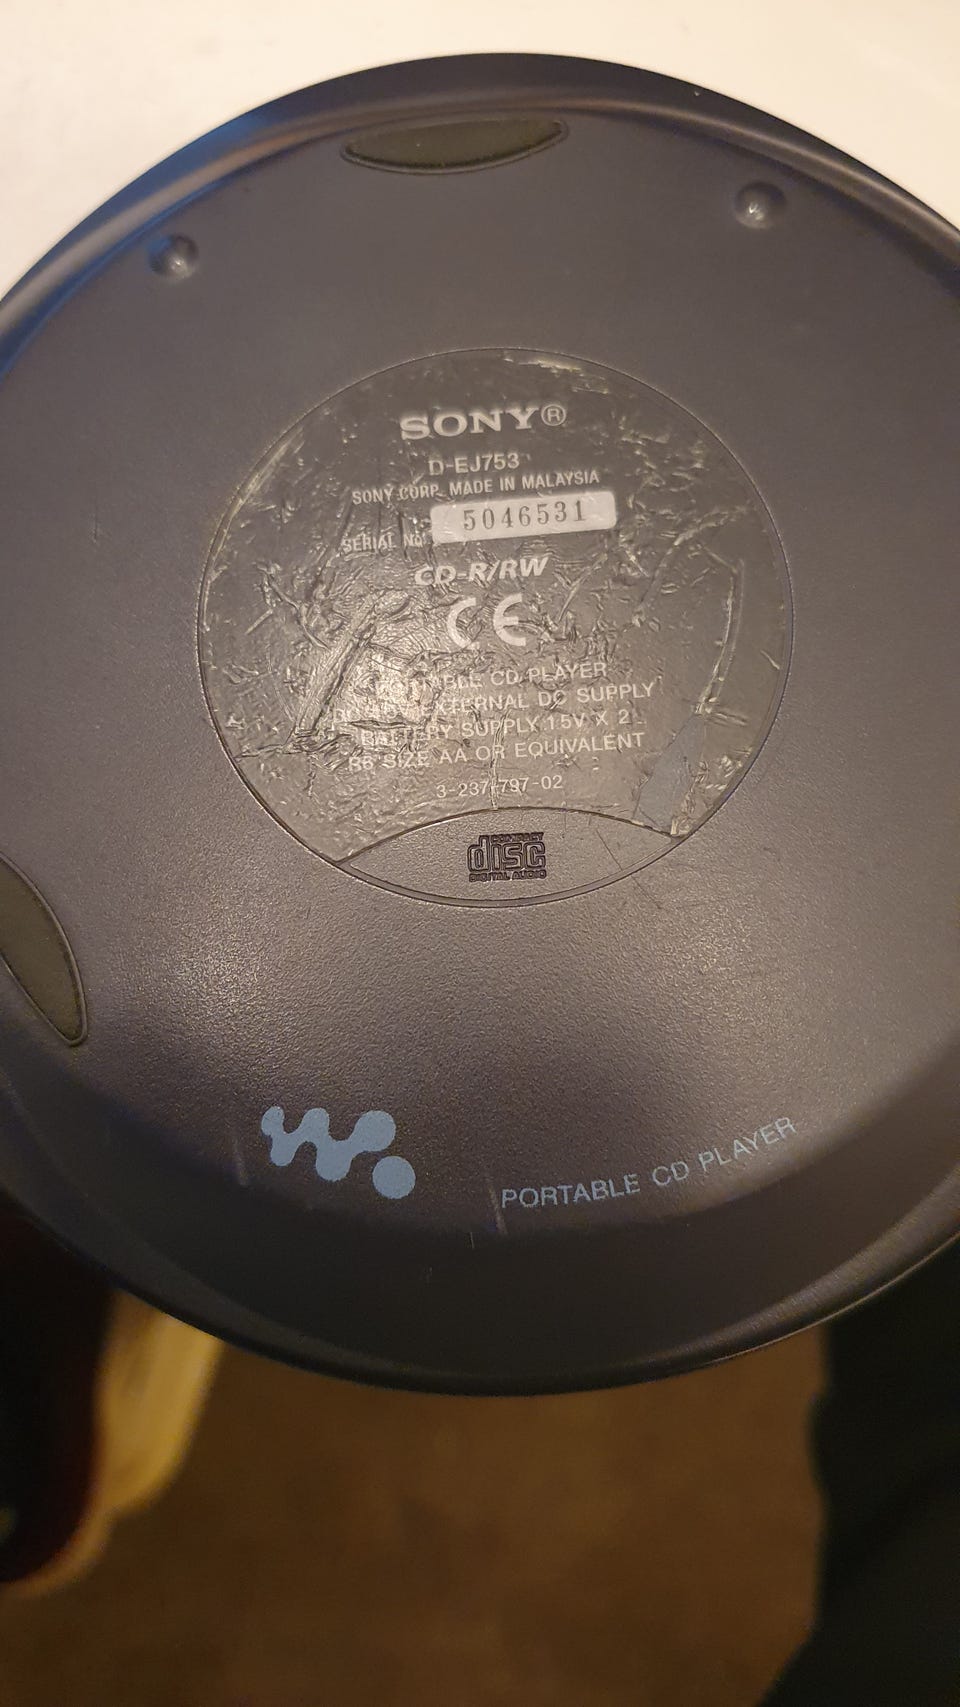 SONY®
D-EJ753
SONY CORP. MADE IN MALAYSIA
SERIAL No. 5046531
CD-R/RW
CE
PORTABLE CD PLAYER
EXTERNAL DC SUPPLY
BATTERY SUPPLY 1.5V X 2
R6 SIZE AA OR EQUIVALENT
3-237-797-02
COMPACT
disc
DIGITAL AUDIO
PORTABLE CD PLAYER